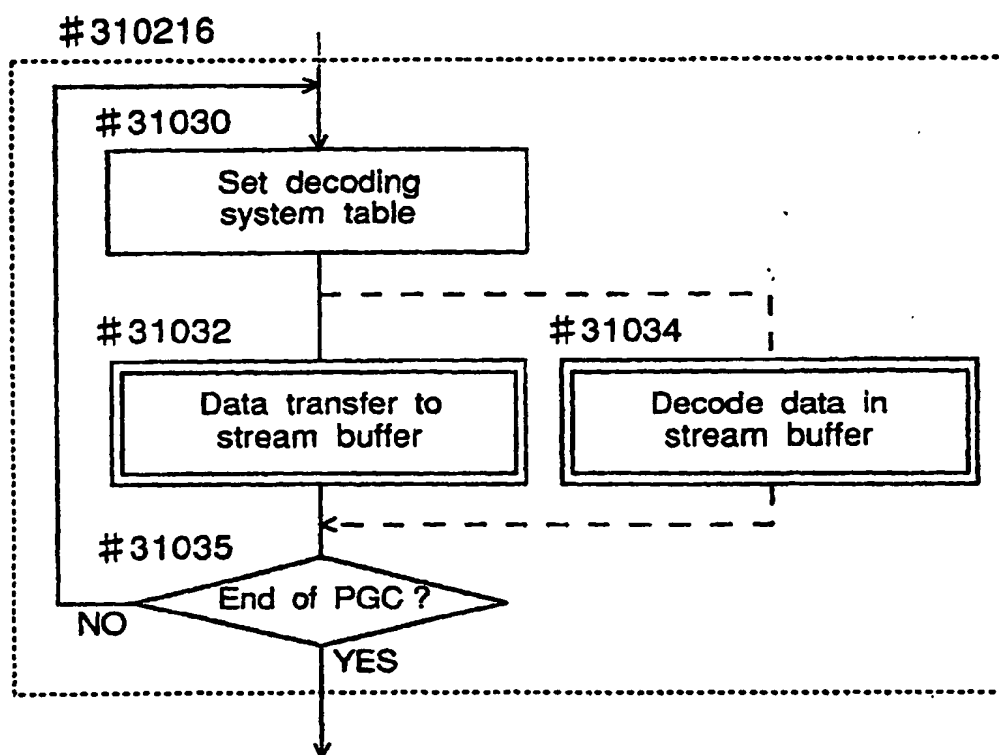 #310216
#31030
Set decoding
system table
#31032
#31034
Data transfer to
stream buffer
Decode data in
stream buffer
#31035
End of PGC ?
NO
YES